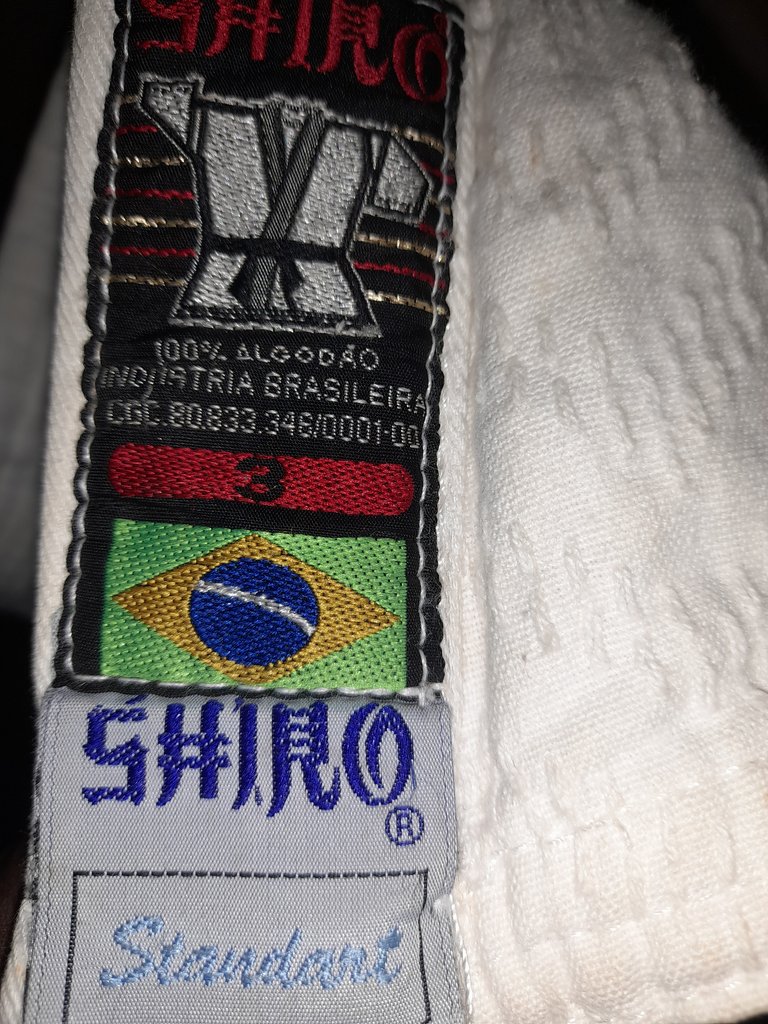 SHIRO
100% ALGODÃO
INDÚSTRIA BRASILEIRA
CGC.80.833.348/0001-00
3
SHIRO
®
Standart